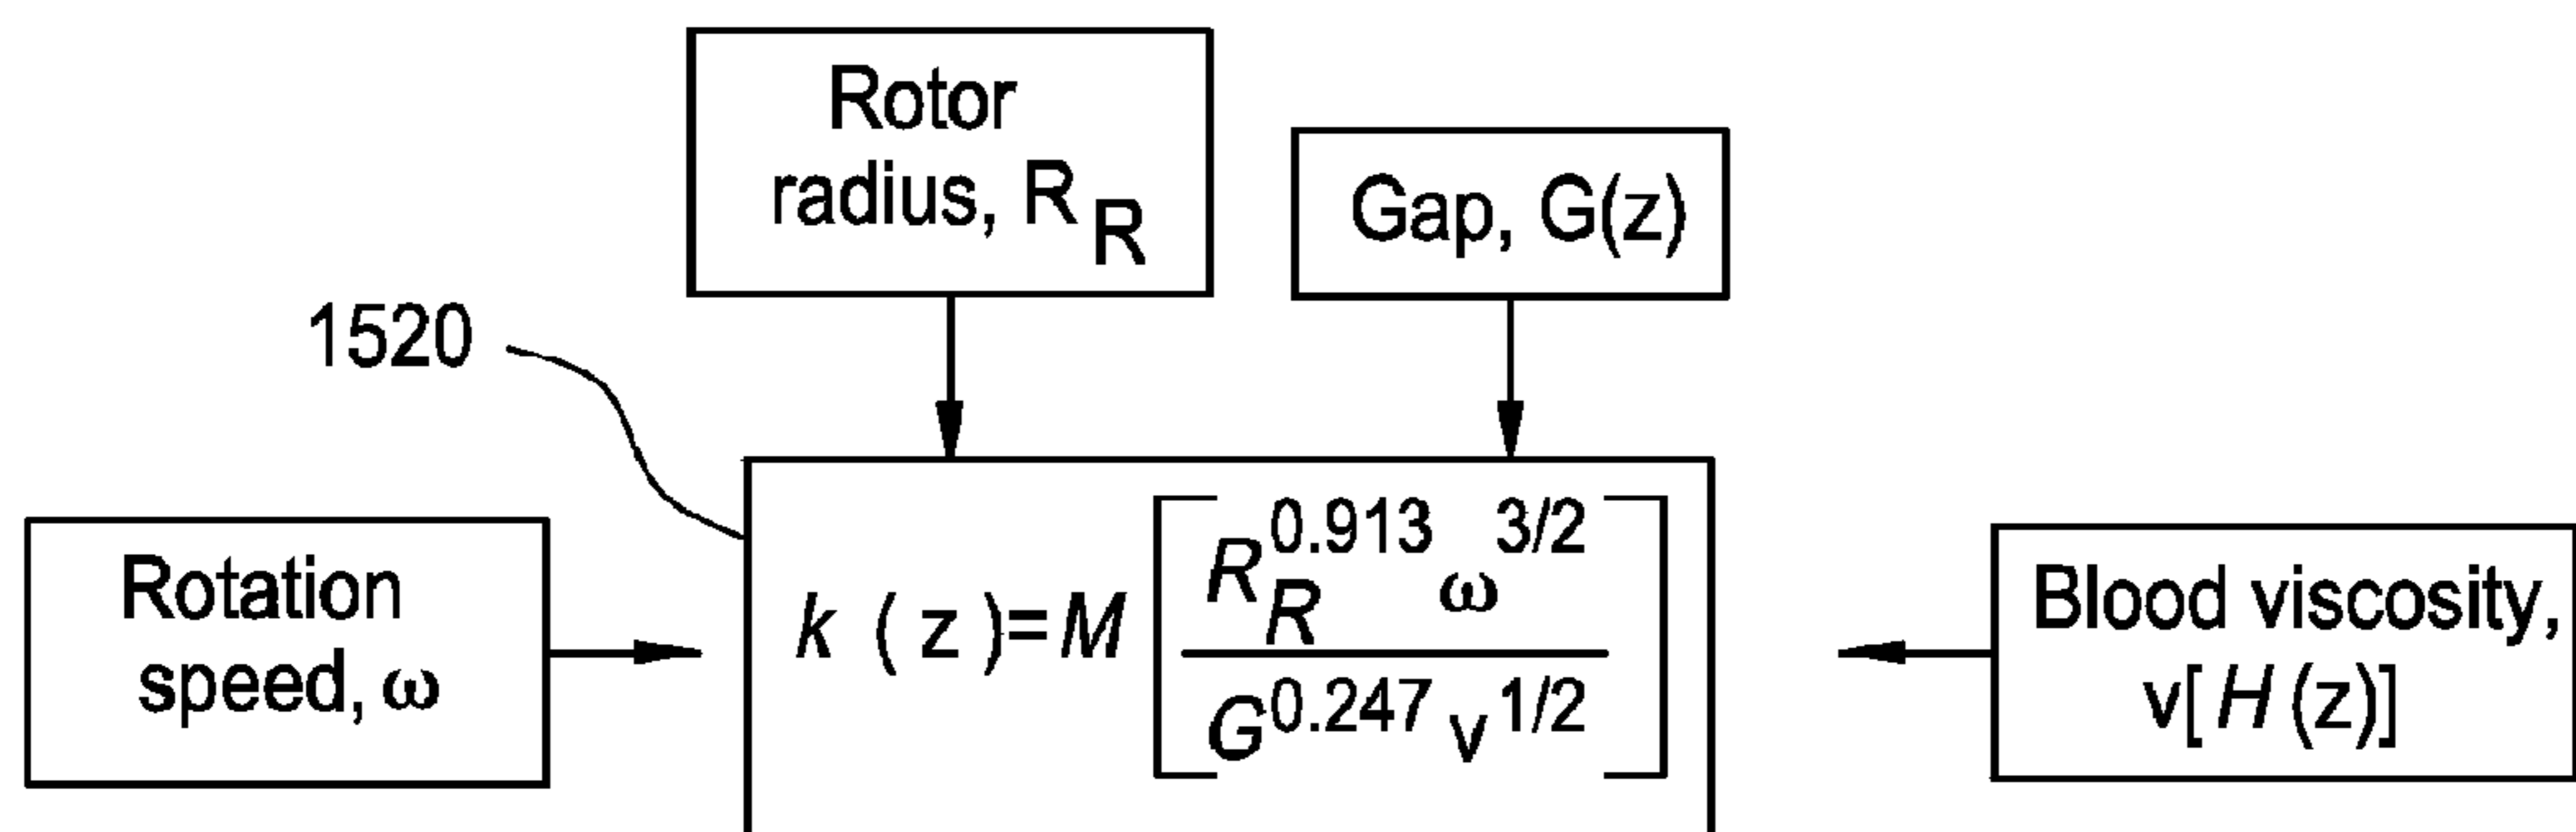 Rotor
radius, R_R
Gap, G(z)
1520
Rotation
speed, ω
k (z)=M [ R_R^0.913 ω^3/2 / G^0.247 v^1/2 ]
Blood viscosity,
v[H(z)]